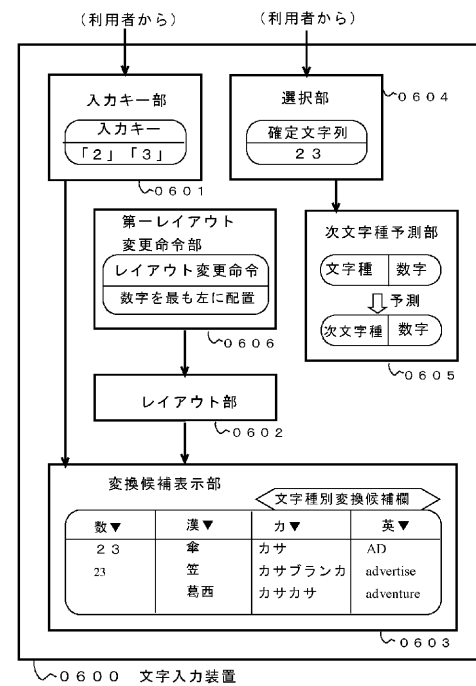 (利用者から)
(利用者から)
入力キー部
入力キー
「2」「3」
0601
選択部
確定文字列
23
0604
第一レイアウト
変更命令部
レイアウト変更命令
数字を最も左に配置
0606
次文字種予測部
文字種 数字
予測
次文字種 数字
0605
レイアウト部
0602
変換候補表示部
文字種別変換候補欄
数▼ 漢▼ カ▼ 英▼
23 傘 カサ AD
23 笠 カサブランカ advertise
葛西 カサカサ adventure
0603
0600 文字入力装置